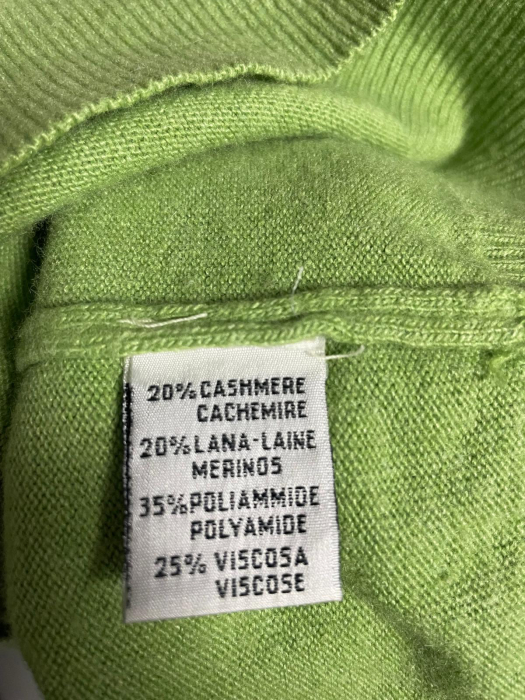 20% CASHMERE
CACHEMIRE
20% LANA-LAINE
MERINOS
35% POLIAMMIDE
POLYAMIDE
25% VISCOSA
VISCOSE